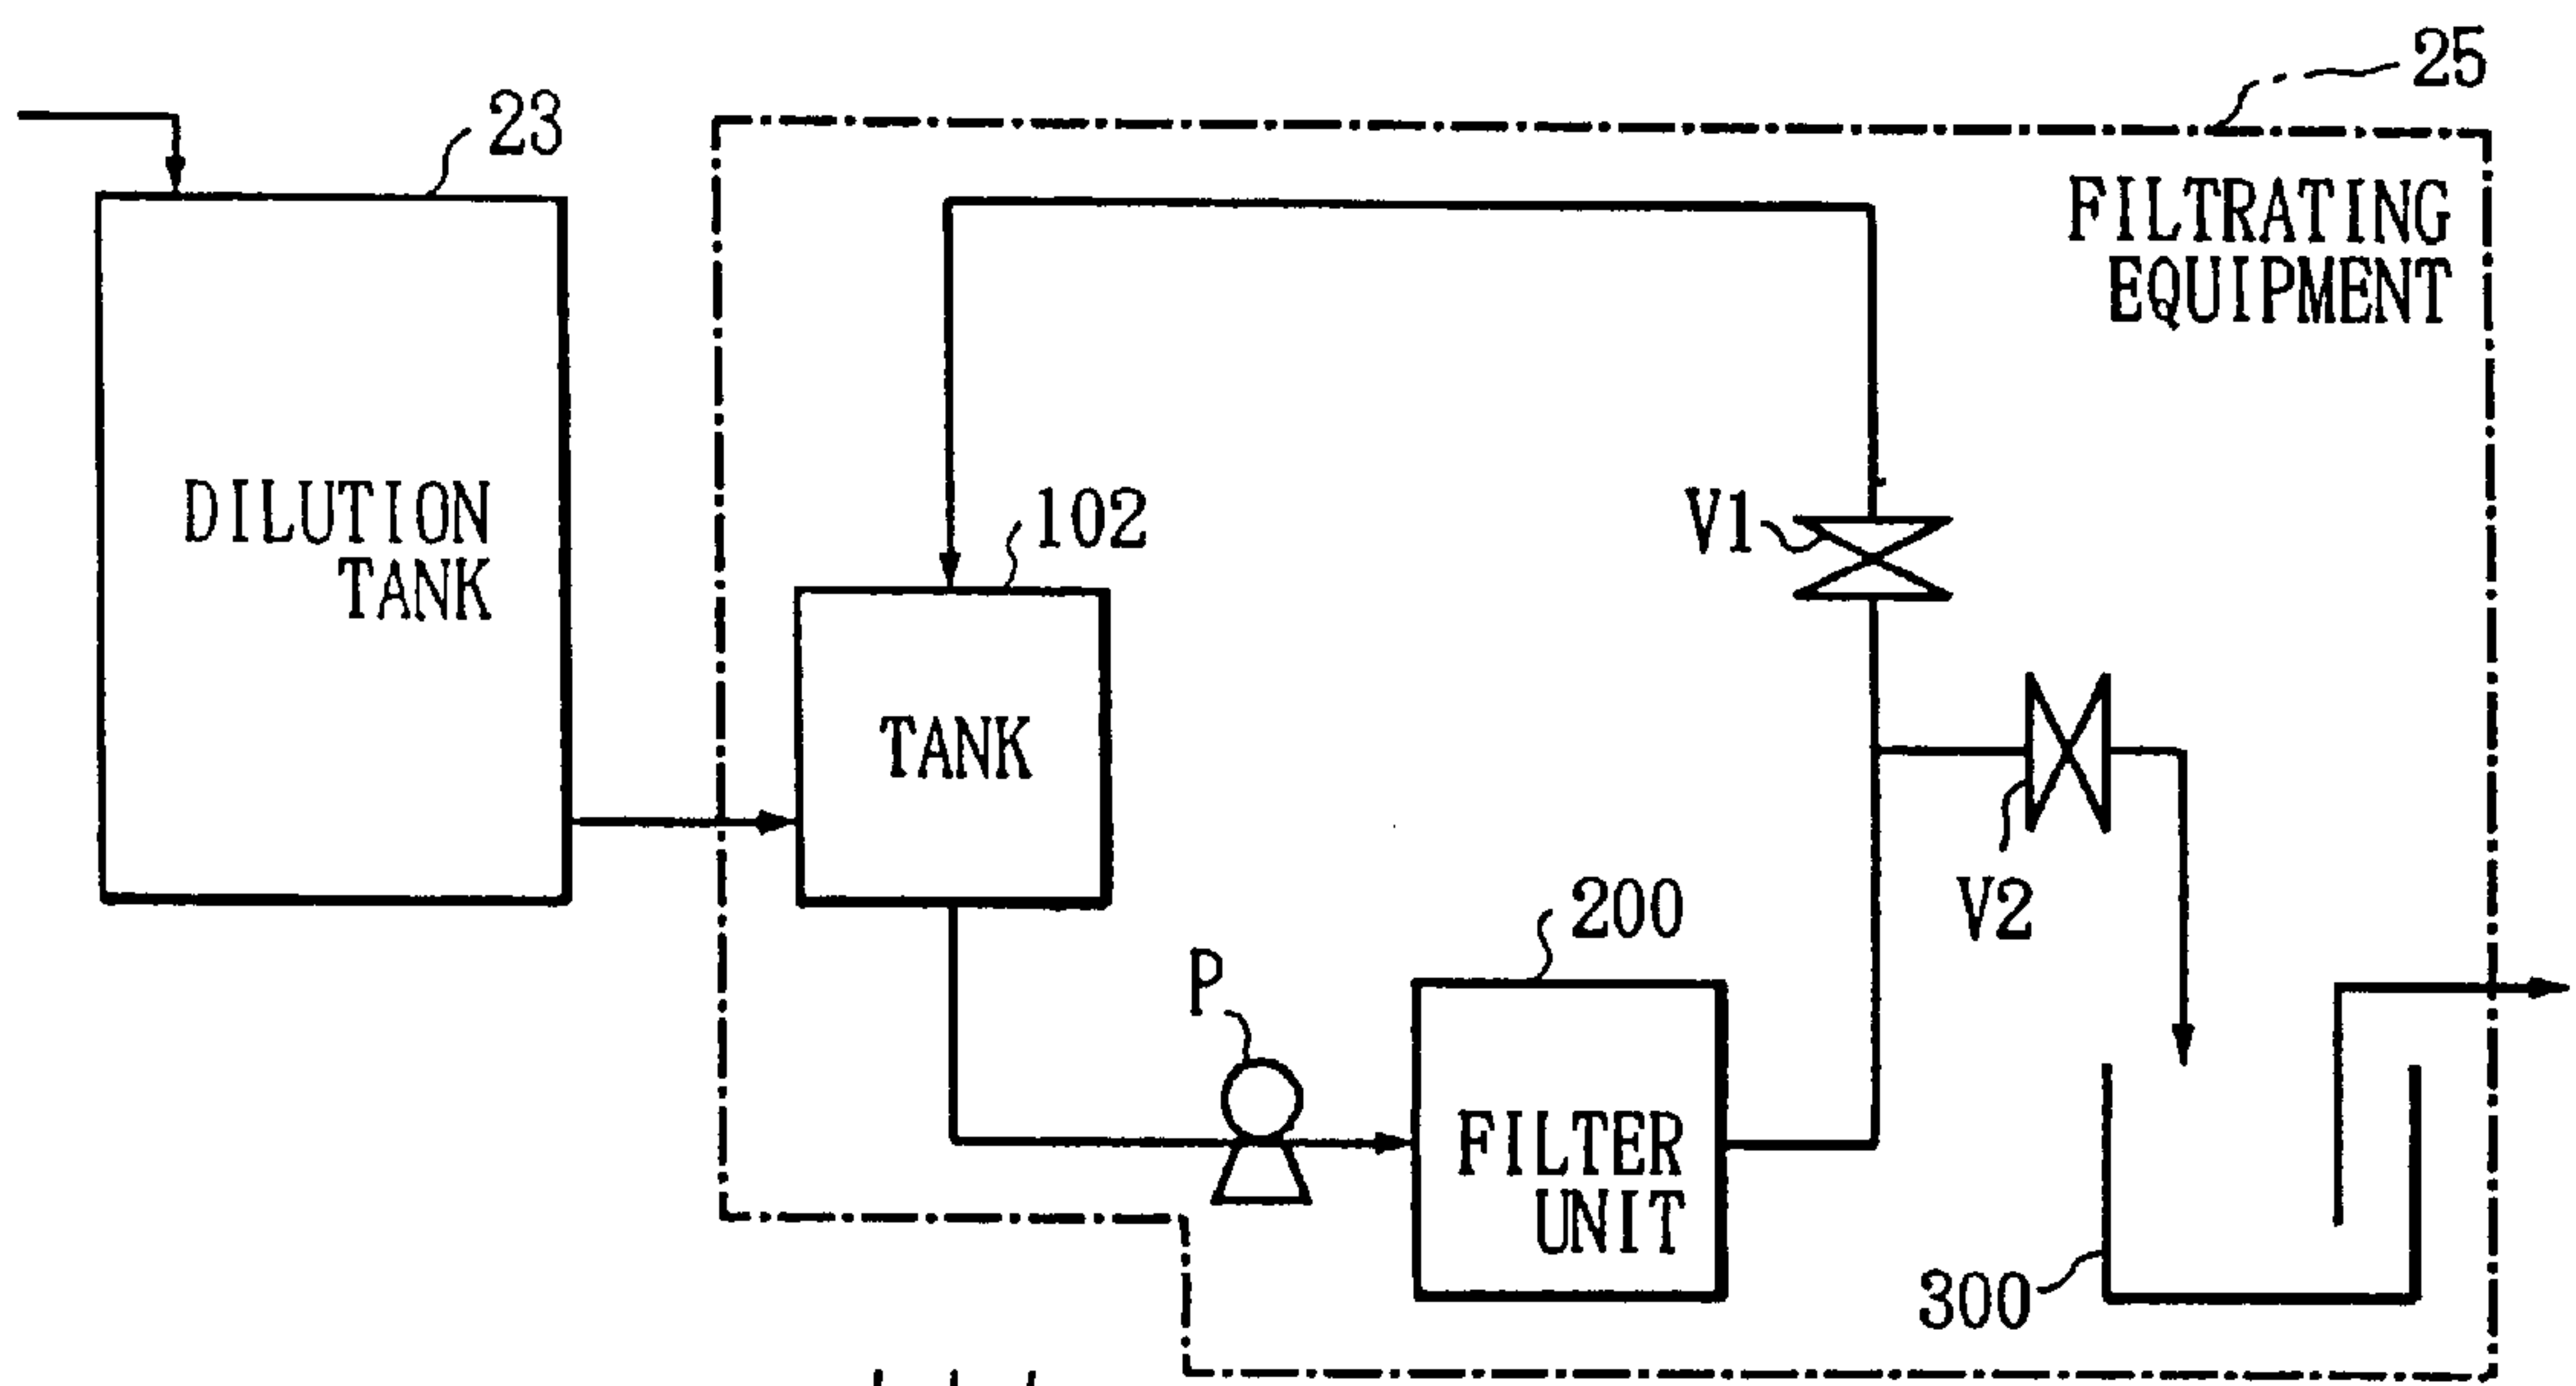 25
23
FILTRATING
EQUIPMENT
DILUTION
TANK
102
V1
TANK
V2
200
P
FILTER
UNIT
300